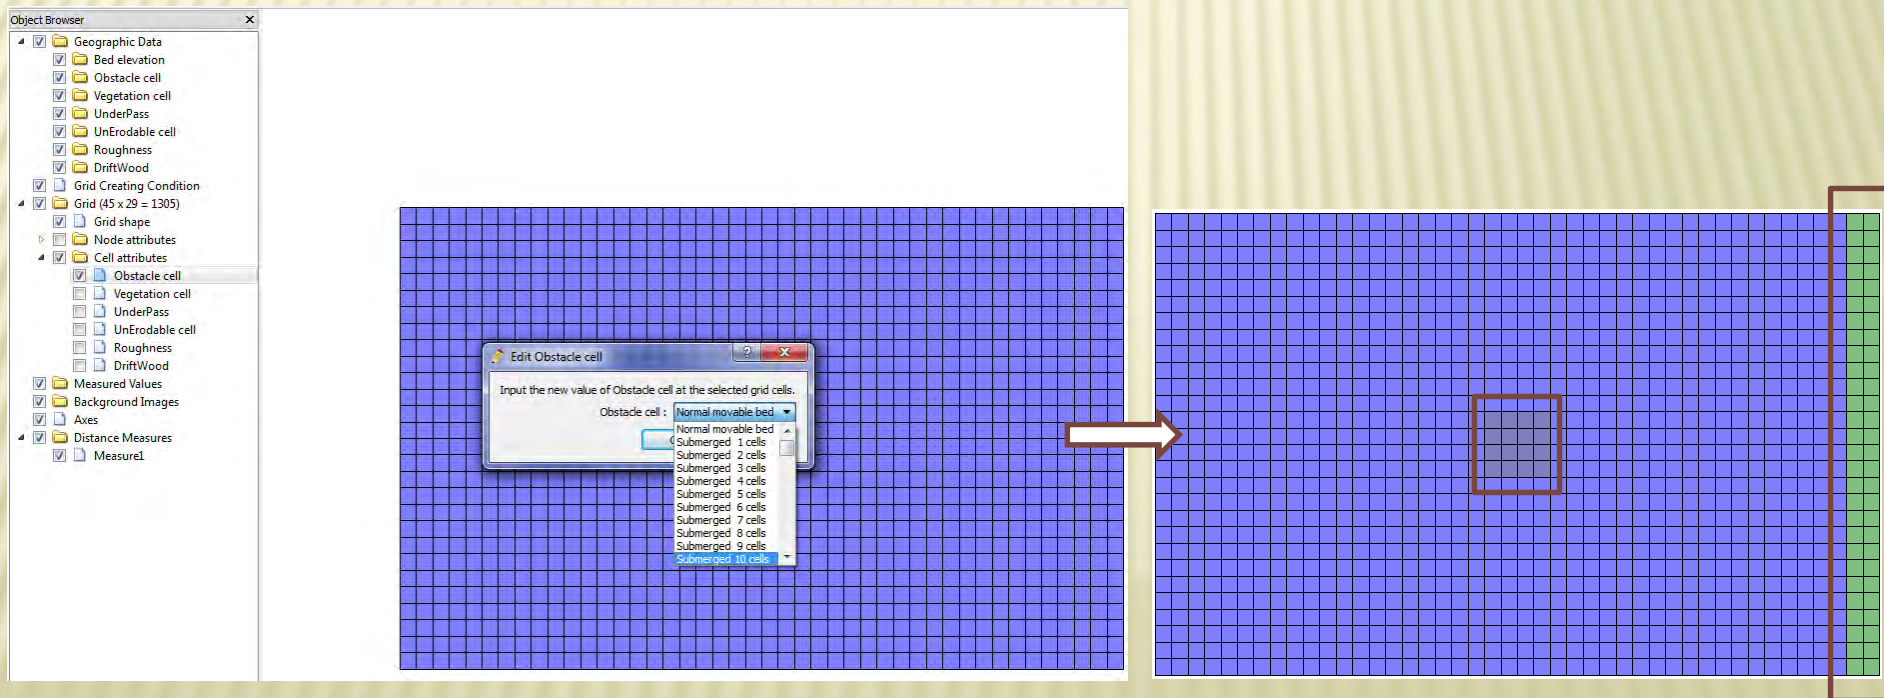 Object Browser
Geographic Data
Bed elevation
Obstacle cell
Vegetation cell
UnderPass
UnErodable cell
Roughness
DriftWood
Grid Creating Condition
Grid (45 x 29 = 1305)
Grid shape
Node attributes
Cell attributes
Obstacle cell
Vegetation cell
UnderPass
UnErodable cell
Roughness
DriftWood
Measured Values
Background Images
Axes
Distance Measures
Measure1
Edit Obstacle cell
Input the new value of Obstacle cell at the selected grid cells.
Obstacle cell : Normal movable bed
Normal movable bed
Submerged 1 cells
Submerged 2 cells
Submerged 3 cells
Submerged 4 cells
Submerged 5 cells
Submerged 6 cells
Submerged 7 cells
Submerged 8 cells
Submerged 9 cells
Submerged 10 cells